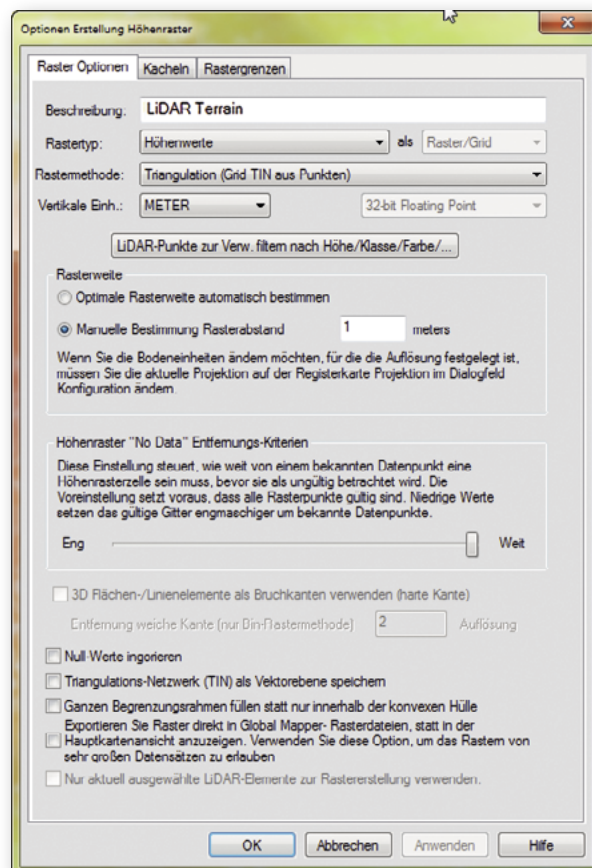 Optionen Erstellung Höhenraster
Raster Optionen Kacheln Rastergrenzen
Beschreibung: LiDAR Terrain
Rastertyp: Höhenwerte als Raster/Grid
Rastermethode: Triangulation (Grid TIN aus Punkten)
Vertikale Einh.: METER 32-bit Floating Point
LiDAR-Punkte zur Verw. filtern nach Höhe/Klasse/Farbe/...
Rasterweite
Optimale Rasterweite automatisch bestimmen
Manuelle Bestimmung Rasterabstand 1 meters
Wenn Sie die Bodeneinheiten ändern möchten, für die die Auflösung festgelegt ist,
müssen Sie die aktuelle Projektion auf der Registerkarte Projektion im Dialogfeld
Konfiguration ändern.
Höhenraster "No Data" Entfernungs-Kriterien
Diese Einstellung steuert, wie weit von einem bekannten Datenpunkt eine
Höhenrasterzelle sein muss, bevor sie als ungültig betrachtet wird. Die
Voreinstellung setzt voraus, dass alle Rasterpunkte gültig sind. Niedrige Werte
setzen das gültige Gitter engmaschiger um bekannte Datenpunkte.
Eng Weit
3D Flächen-/Linienelemente als Bruchkanten verwenden (harte Kante)
Entfernung weiche Kante (nur Bin-Rastermethode) 2 Auflösung
Null-Werte ingorieren
Triangulations-Netzwerk (TIN) als Vektorebene speichern
Ganzen Begrenzungsrahmen füllen statt nur innerhalb der konvexen Hülle
Exportieren Sie Raster direkt in Global Mapper- Rasterdateien, statt in der
Hauptkartenansicht anzuzeigen. Verwenden Sie diese Option, um das Rastern von
sehr großen Datensätzen zu erlauben
Nur aktuell ausgewählte LiDAR-Elemente zur Rastererstellung verwenden.
OK Abbrechen Anwenden Hilfe